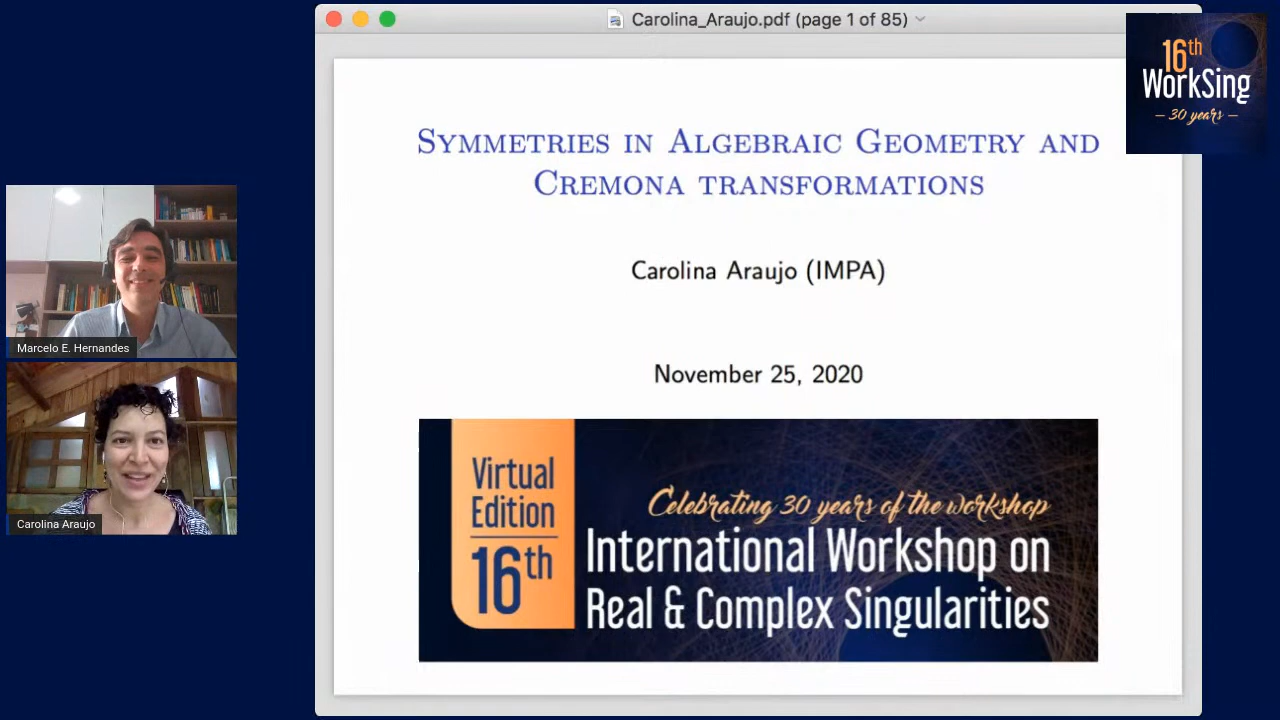 Carolina_Araujo.pdf (page 1 of 85)
16th
WorkSing
– 30 years –
SYMMETRIES IN ALGEBRAIC GEOMETRY AND
CREMONA TRANSFORMATIONS
Carolina Araujo (IMPA)
November 25, 2020
Virtual
Edition
16th
Celebrating 30 years of the workshop
International Workshop on
Real & Complex Singularities
Marcelo E. Hernandes
Carolina Araujo